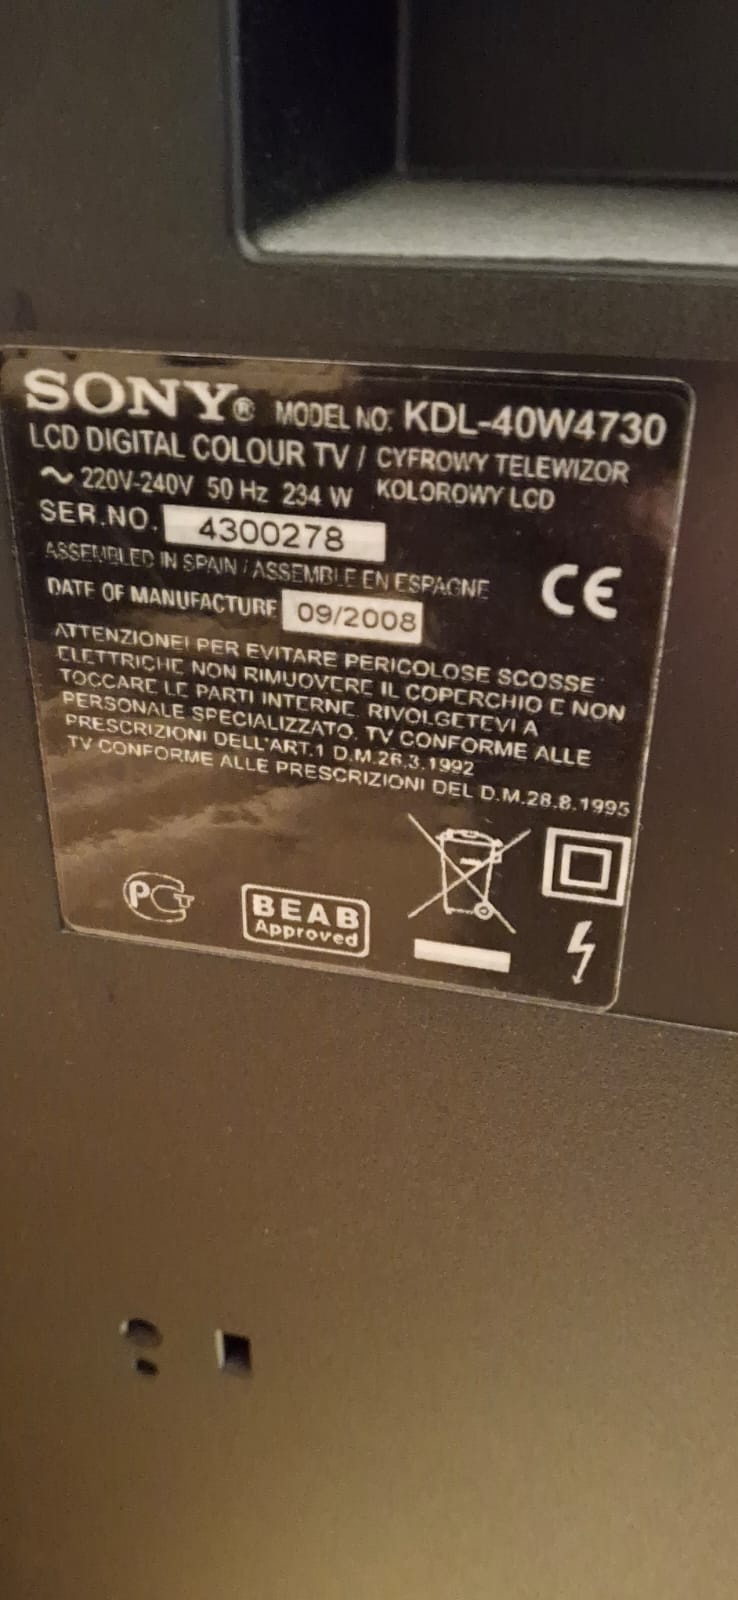 SONY® MODEL NO. KDL-40W4730
LCD DIGITAL COLOUR TV / CYFROWY TELEWIZOR
~ 220V-240V 50 Hz 234 W KOLOROWY LCD
SER.NO. 4300278
ASSEMBLED IN SPAIN / ASSEMBLE EN ESPAGNE
CE
DATE OF MANUFACTURE 09/2008
ATTENZIONE! PER EVITARE PERICOLOSE SCOSSE
ELETTRICHE NON RIMUOVERE IL COPERCHIO E NON
TOCCARE LE PARTI INTERNE. RIVOLGETEVI A
PERSONALE SPECIALIZZATO. TV CONFORME ALLE
PRESCRIZIONI DELL'ART.1 D.M.26.3.1992
TV CONFORME ALLE PRESCRIZIONI DEL D.M.28.8.1995
PCT
BEAB
Approved